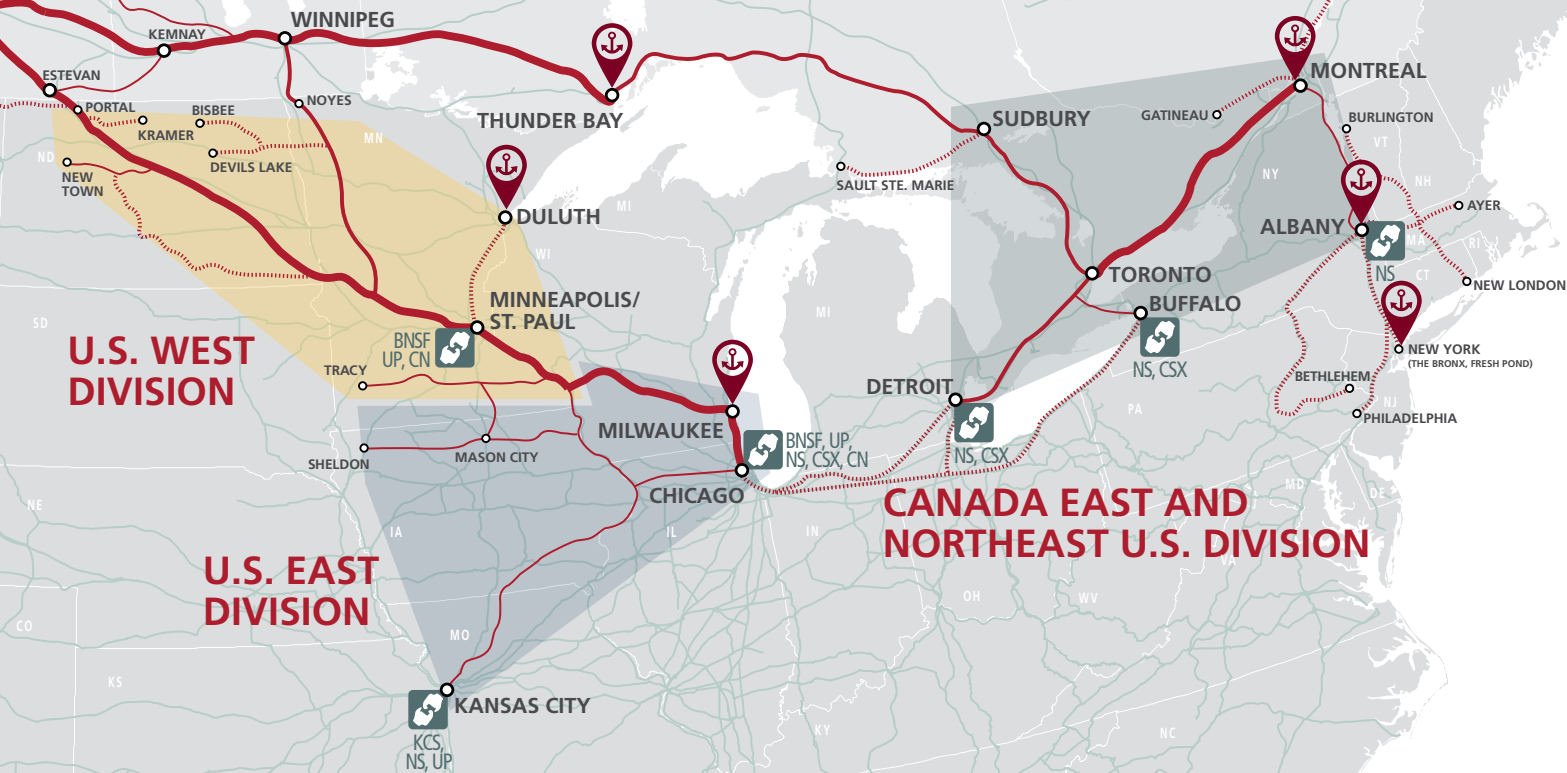 WINNIPEG
KEMNAY
ESTEVAN
PORTAL
BISBEE
NOYES
KRAMER
DEVILS LAKE
ND
MN
NEW
TOWN
THUNDER BAY
SUDBURY
SAULT STE. MARIE
MONTREAL
GATINEAU
BURLINGTON
VT
NY
NH
ALBANY
NS
AYER
MA
RI
CT
NEW LONDON
DULUTH
MI
WI
MINNEAPOLIS/
ST. PAUL
BNSF
UP, CN
SD
U.S. WEST
DIVISION
TRACY
TORONTO
BUFFALO
NS, CSX
MI
DETROIT
NS, CSX
NEW YORK
(THE BRONX, FRESH POND)
BETHLEHEM
NJ
PHILADELPHIA
PA
MILWAUKEE
BNSF, UP,
NS, CSX, CN
SHELDON
MASON CITY
CHICAGO
CANADA EAST AND
NORTHEAST U.S. DIVISION
MD
DE
NE
IA
IL
IN
U.S. EAST
DIVISION
OH
WV
VA
CO
MO
KS
KANSAS CITY
KCS,
NS, UP
KY
NC